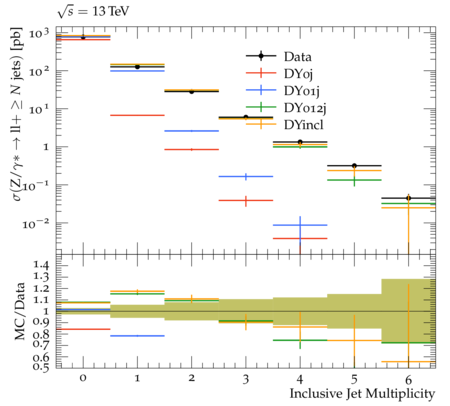 √s = 13 TeV
σ(Z/γ* → ll+ ≥ N jets) [pb]
10³
10²
10¹
1
10⁻¹
10⁻²
Data
DY0j
DY01j
DY012j
DYincl
MC/Data
1.4
1.3
1.2
1.1
1
0.9
0.8
0.7
0.6
0.5
0 1 2 3 4 5 6
Inclusive Jet Multiplicity